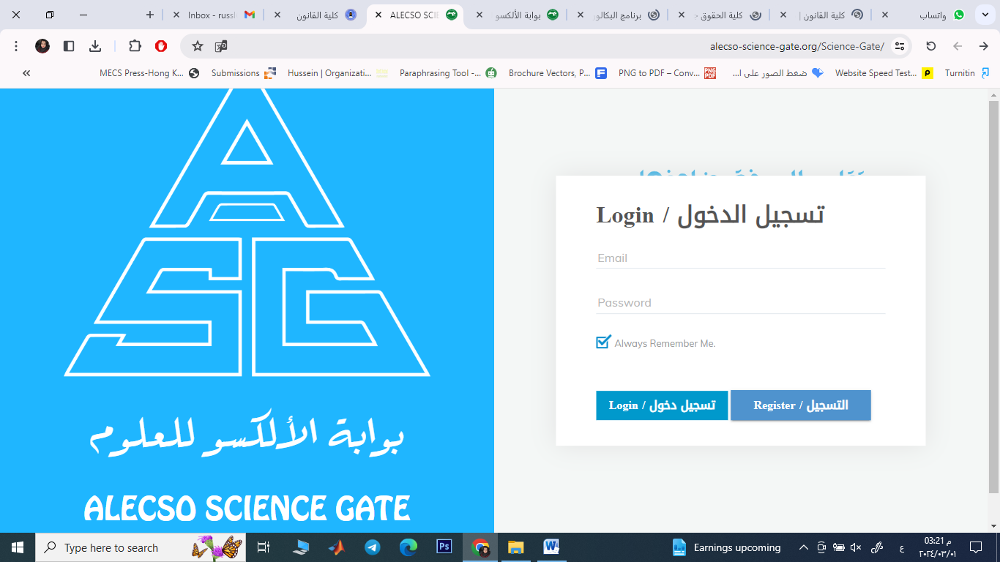 Inbox - russl
كلية القانون
ALECSO SCIE
بوابة الألكسو
برنامج البكالور
كلية الحقوق
كلية القانون |
واتساب
alecso-science-gate.org/Science-Gate/
MECS Press-Hong K...
Submissions
Hussein | Organizati...
Paraphrasing Tool -...
Brochure Vectors, P...
PNG to PDF – Conv...
ضغط الصور على ا...
Website Speed Test...
Turnitin
بوابة الألكسو للعلوم
ALECSO SCIENCE GATE
Login / تسجيل الدخول
Email
Password
Always Remember Me.
Login / تسجيل دخول
Register / التسجيل
Type here to search
Ps
Earnings upcoming
ع
03:21 م
٢٠٢٤/٠٣/٠١